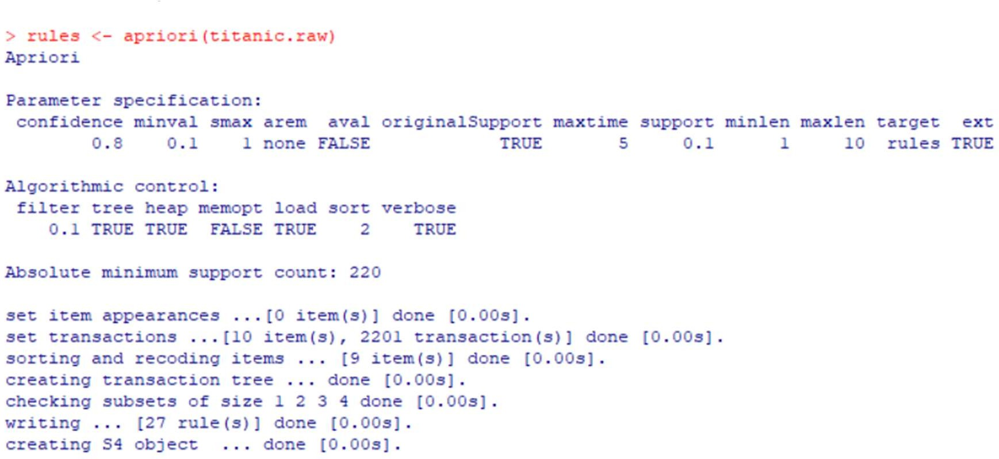 > rules <- apriori(titanic.raw)
Apriori
Parameter specification:
confidence minval smax arem aval originalSupport maxtime support minlen maxlen target ext
0.8 0.1 1 none FALSE TRUE 5 0.1 1 10 rules TRUE
Algorithmic control:
filter tree heap memopt load sort verbose
0.1 TRUE TRUE FALSE TRUE 2 TRUE
Absolute minimum support count: 220
set item appearances ...[0 item(s)] done [0.00s].
set transactions ...[10 item(s), 2201 transaction(s)] done [0.00s].
sorting and recoding items ... [9 item(s)] done [0.00s].
creating transaction tree ... done [0.00s].
checking subsets of size 1 2 3 4 done [0.00s].
writing ... [27 rule(s)] done [0.00s].
creating S4 object  ... done [0.00s].